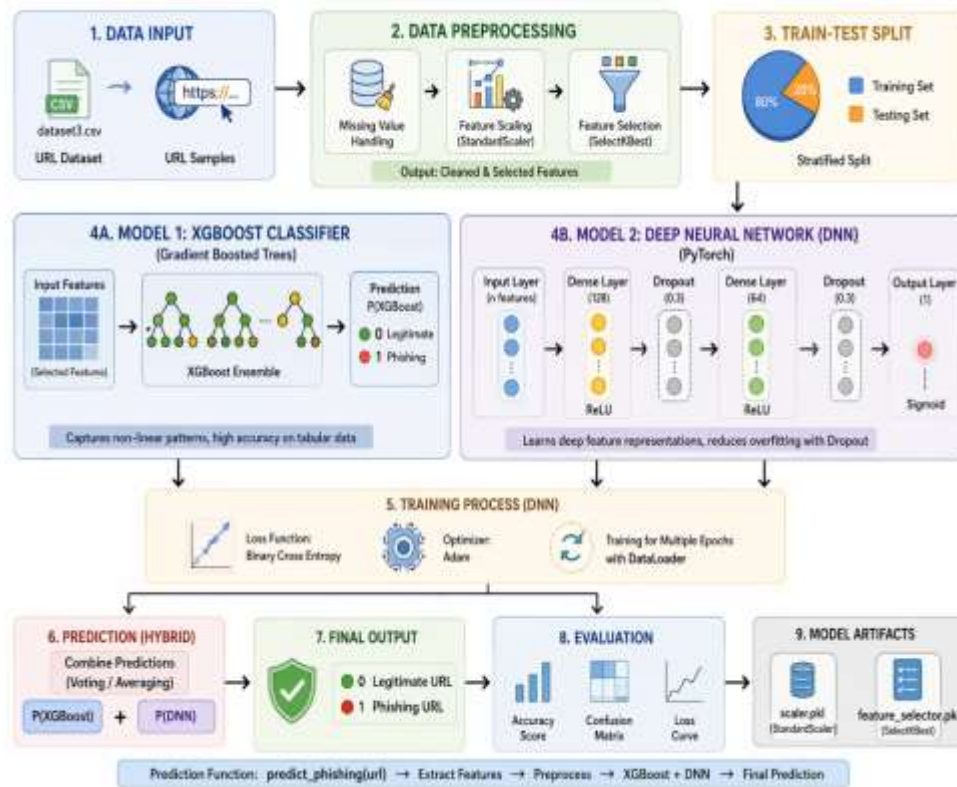 1. DATA INPUT
CSV
dataset3.csv
URL Dataset
https://...
URL Samples
2. DATA PREPROCESSING
Missing Value
Handling
Feature Scaling
(StandardScaler)
Feature Selection
(SelectKBest)
Output: Cleaned & Selected Features
3. TRAIN-TEST SPLIT
80%
20%
Training Set
Testing Set
Stratified Split
4A. MODEL 1: XGBOOST CLASSIFIER
(Gradient Boosted Trees)
Input Features
(Selected Features)
XGBoost Ensemble
Prediction
P(XGBoost)
0 Legitimate
1 Phishing
Captures non-linear patterns, high accuracy on tabular data
4B. MODEL 2: DEEP NEURAL NETWORK (DNN)
(PyTorch)
Input Layer
(n features)
Dense Layer
(128)
ReLU
Dropout
(0.3)
Dense Layer
(64)
ReLU
Dropout
(0.3)
Output Layer
(1)
Sigmoid
Learns deep feature representations, reduces overfitting with Dropout
5. TRAINING PROCESS (DNN)
Loss Function:
Binary Cross Entropy
Optimizer:
Adam
Training for Multiple Epochs
with DataLoader
6. PREDICTION (HYBRID)
Combine Predictions
(Voting / Averaging)
P(XGBoost) + P(DNN)
7. FINAL OUTPUT
0 Legitimate URL
1 Phishing URL
8. EVALUATION
Accuracy
Score
Confusion
Matrix
Loss
Curve
9. MODEL ARTIFACTS
scaler.pkl
(StandardScaler)
feature_selector.pk
(SelectKBest)
Prediction Function: predict_phishing(url) → Extract Features → Preprocess → XGBoost + DNN → Final Prediction